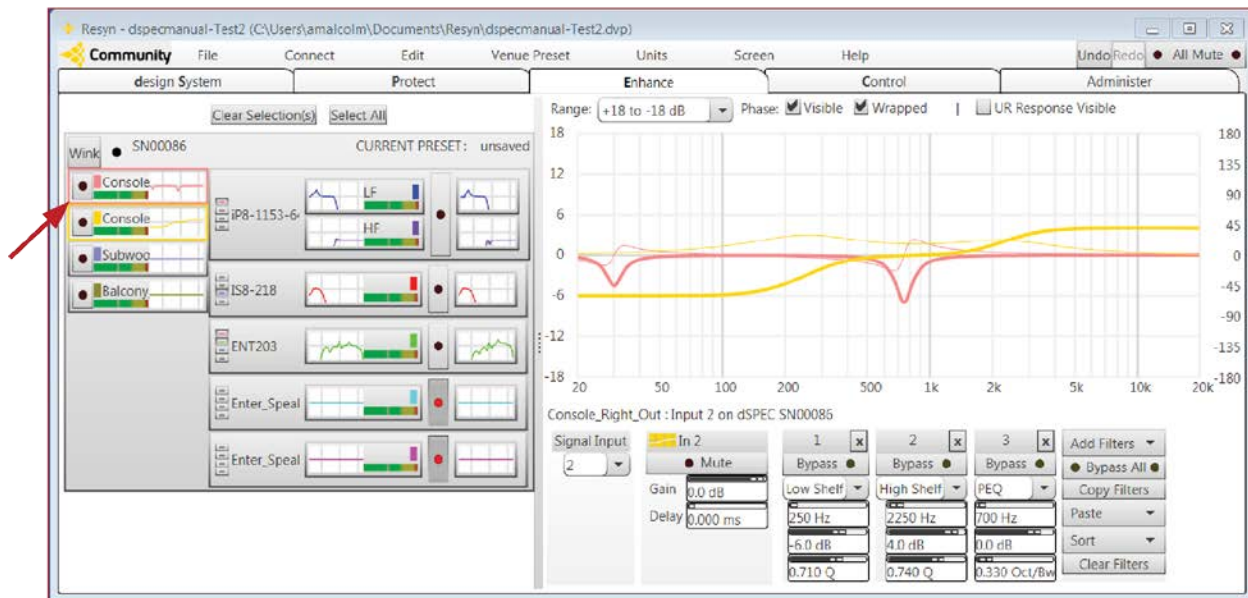 Resyn - dspecmanual-Test2 (C:\Users\amalcolm\Documents\Resyn\dspecmanual-Test2.dvp)
Community File Connect Edit Venue Preset Units Screen Help Undo Redo All Mute
design System Protect Enhance Control Administer
Clear Selection(s) Select All
Wink SN00086 CURRENT PRESET: unsaved
Console
Console
Subwoo
Balcony
iP8-1153-64
LF
HF
IS8-218
ENT203
Enter_Speal
Enter_Speal
Range: +18 to -18 dB Phase: Visible Wrapped | UR Response Visible
18 180
135
12
90
6
45
0 0
-45
-6
-90
-12
-135
-18 -180
20 50 100 200 500 1k 2k 5k 10k 20k
Console_Right_Out : Input 2 on dSPEC SN00086
Signal Input In 2 1 x 2 x 3 x Add Filters
2 Mute Bypass Bypass Bypass Bypass All
Gain 0.0 dB Low Shelf High Shelf PEQ Copy Filters
Delay 0.000 ms 250 Hz 2250 Hz 700 Hz Paste
-6.0 dB 4.0 dB 0.0 dB Sort
0.710 Q 0.740 Q 0.330 Oct/Bw Clear Filters